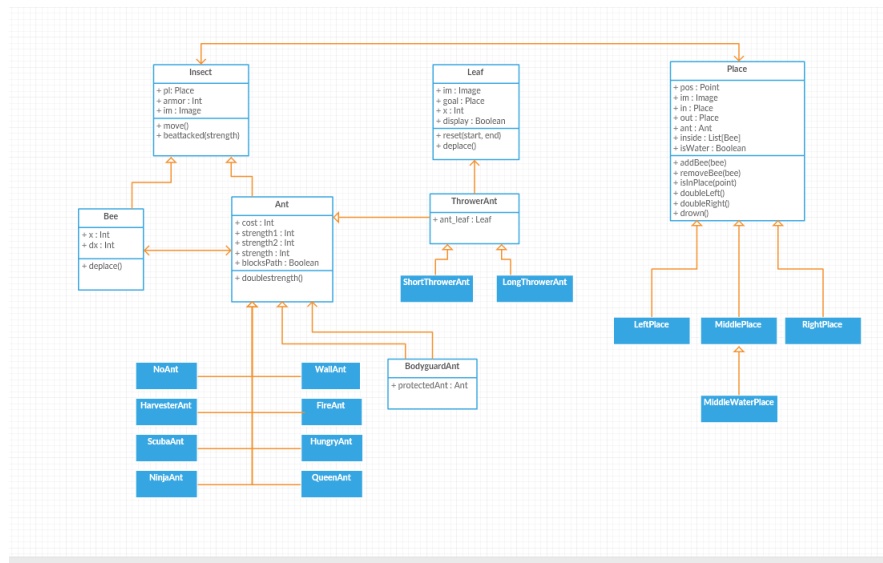 Insect
+ pl: Place
+ armor : Int
+ im : Image
+ move()
+ beattacked(strength)
Leaf
+ im : Image
+ goal : Place
+ x : Int
+ display : Boolean
+ reset(start, end)
+ deplace()
Place
+ pos : Point
+ im : Image
+ in : Place
+ out : Place
+ ant : Ant
+ inside : List[Bee]
+ isWater : Boolean
+ addBee(bee)
+ removeBee(bee)
+ isInPlace(point)
+ doubleLeft()
+ doubleRight()
+ drown()
Bee
+ x : Int
+ dx : Int
+ deplace()
Ant
+ cost : Int
+ strength1 : Int
+ strength2 : Int
+ strength : Int
+ blocksPath : Boolean
+ doublestrength()
ThrowerAnt
+ ant_leaf : Leaf
ShortThrowerAnt
LongThrowerAnt
LeftPlace
MiddlePlace
RightPlace
MiddleWaterPlace
BodyguardAnt
+ protectedAnt : Ant
NoAnt
WallAnt
HarvesterAnt
FireAnt
ScubaAnt
HungryAnt
NinjaAnt
QueenAnt